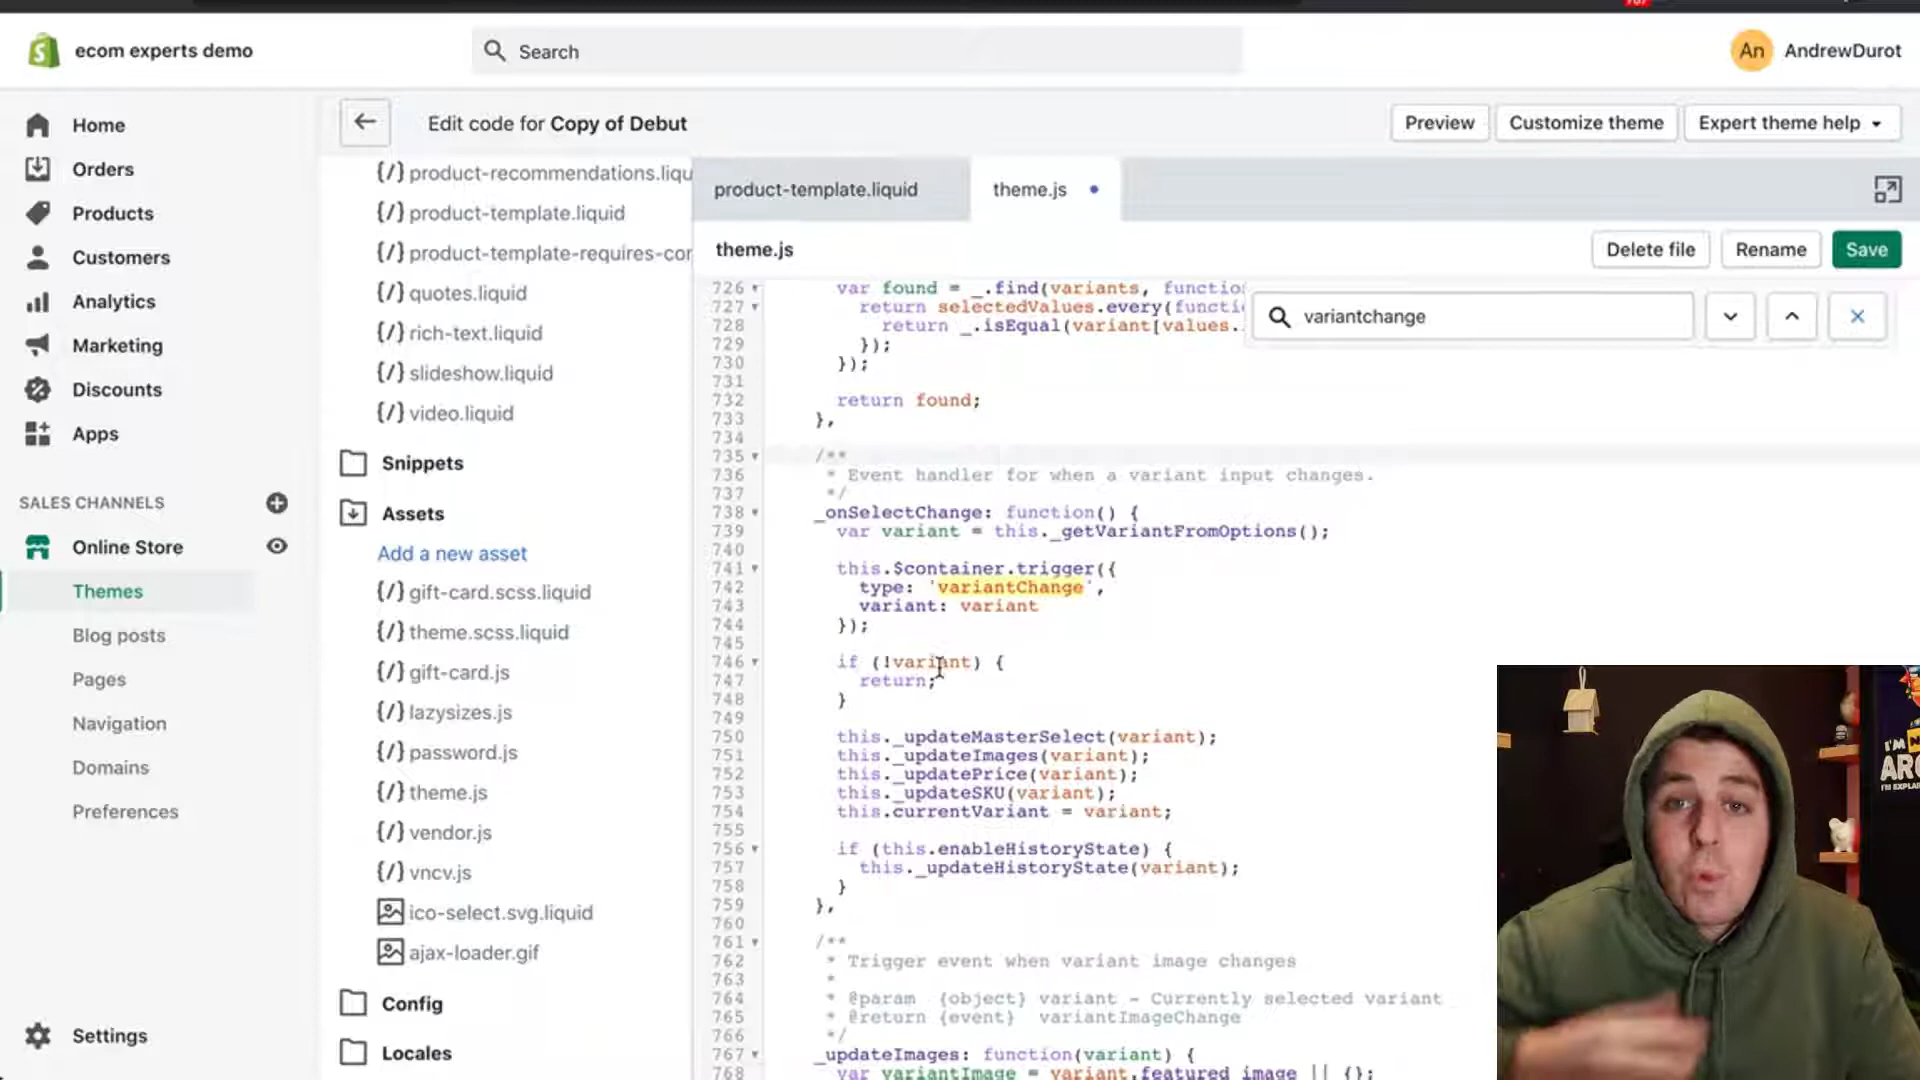 ecom experts demo
Search
An
AndrewDurot
Home
Orders
Products
Customers
Analytics
Marketing
Discounts
Apps
SALES CHANNELS
Online Store
Themes
Blog posts
Pages
Navigation
Domains
Preferences
Settings
Edit code for Copy of Debut
Preview
Customize theme
Expert theme help
{/} product-recommendations.liqu
{/} product-template.liquid
{/} product-template-requires-cor
{/} quotes.liquid
{/} rich-text.liquid
{/} slideshow.liquid
{/} video.liquid
Snippets
Assets
Add a new asset
{/} gift-card.scss.liquid
{/} theme.scss.liquid
{/} gift-card.js
{/} lazysizes.js
{/} password.js
{/} theme.js
{/} vendor.js
{/} vncv.js
ico-select.svg.liquid
ajax-loader.gif
Config
Locales
product-template.liquid
theme.js
theme.js
Delete file
Rename
Save
variantchange
726 var found = _.find(variants, functio
727 return selectedValues.every(functi
728 return _.isEqual(variant[values.
729 });
730 });
731
732 return found;
733 },
734
735 /**
736 * Event handler for when a variant input changes.
737 */
738 _onSelectChange: function() {
739 var variant = this._getVariantFromOptions();
740
741 this.$container.trigger({
742 type: 'variantChange',
743 variant: variant
744 });
745
746 if (!variant) {
747 return;
748 }
749
750 this._updateMasterSelect(variant);
751 this._updateImages(variant);
752 this._updatePrice(variant);
753 this._updateSKU(variant);
754 this.currentVariant = variant;
755
756 if (this.enableHistoryState) {
757 this._updateHistoryState(variant);
758 }
759 },
760
761 /**
762 * Trigger event when variant image changes
763 *
764 * @param {object} variant - Currently selected variant
765 * @return {event} variantImageChange
766 */
767 _updateImages: function(variant) {
768 var variantImage = variant.featured_image || {};
I'M